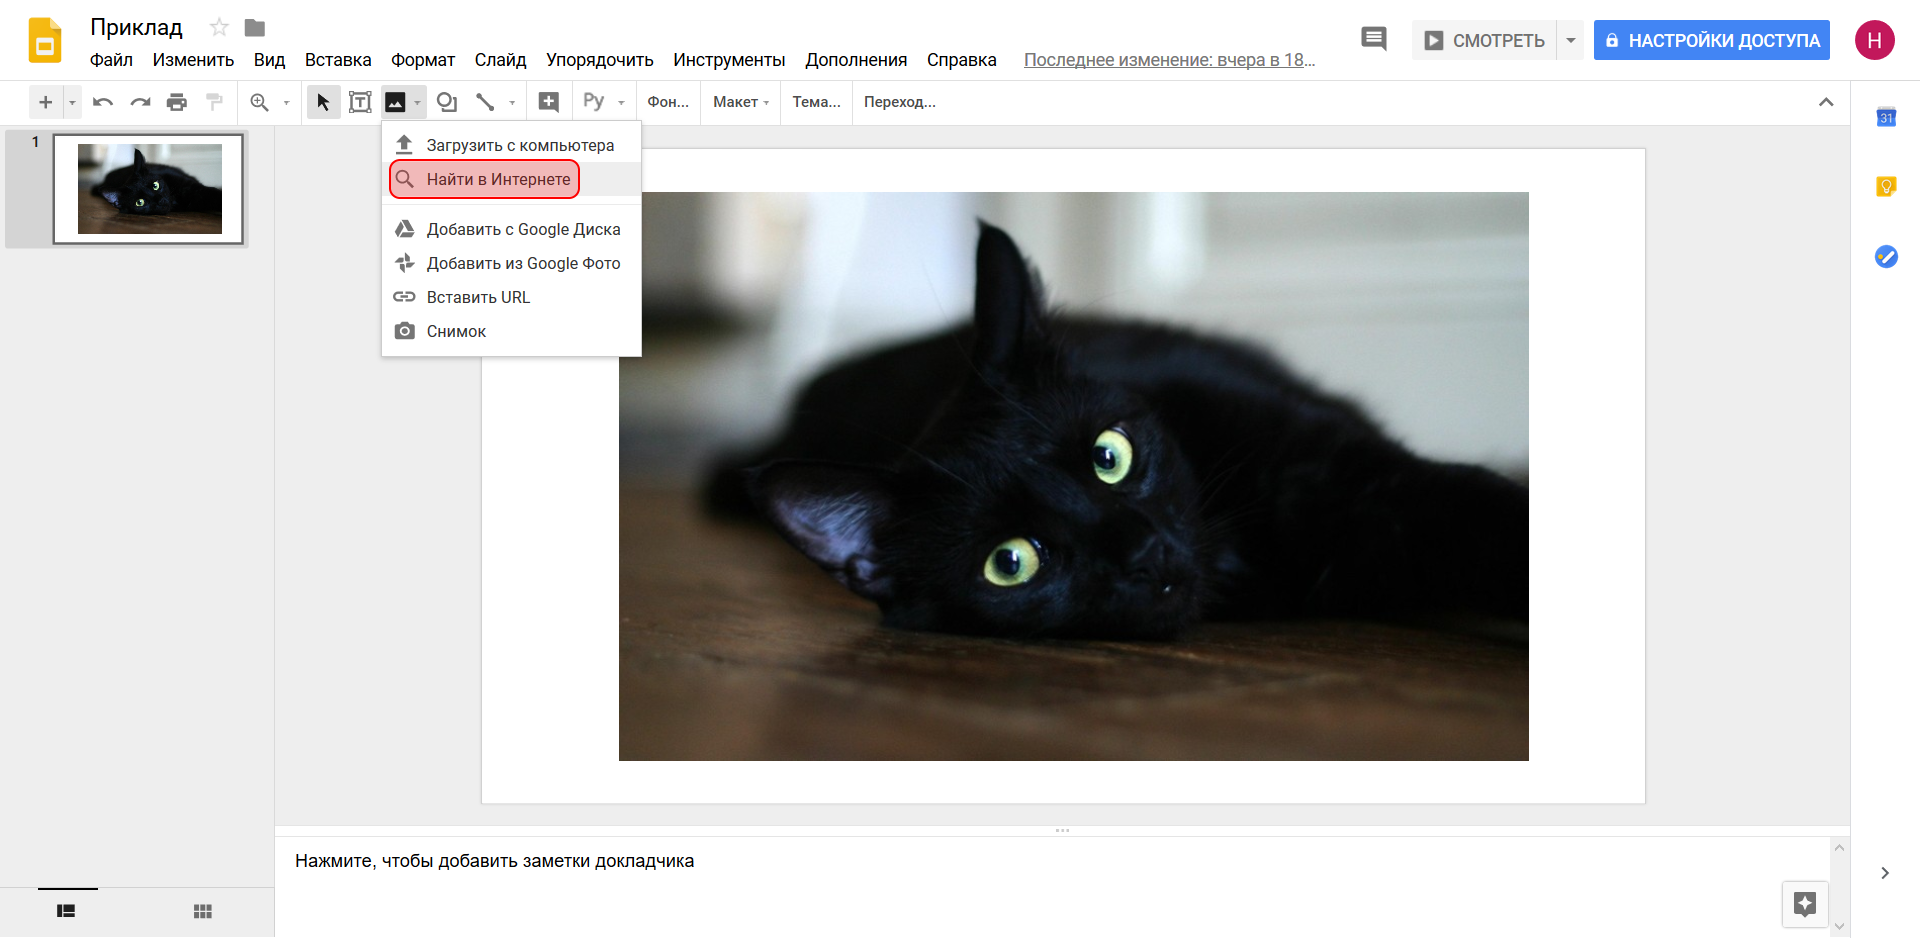 Приклад
Файл Изменить Вид Вставка Формат Слайд Упорядочить Инструменты Дополнения Справка Последнее изменение: вчера в 18...
СМОТРЕТЬ
НАСТРОЙКИ ДОСТУПА
Н
Ру Фон... Макет Тема... Переход...
31
1
Загрузить с компьютера
Найти в Интернете
Добавить с Google Диска
Добавить из Google Фото
Вставить URL
Снимок
Нажмите, чтобы добавить заметки докладчика